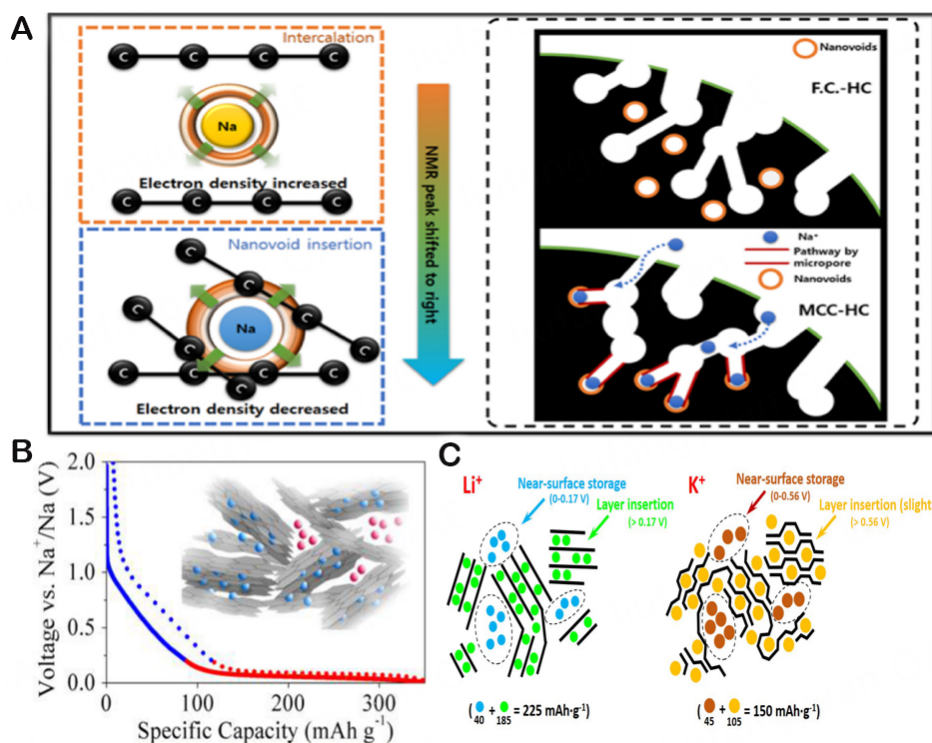 A
Intercalation
C C C C
Na
Electron density increased
C C C C
Nanovoid insertion
C C C C C C
Na
C C C C
Electron density decreased
NMR peak shifted to right
Nanovoids
F.C.-HC
Na⁺
Pathway by
micropore
Nanovoids
MCC-HC
B
Voltage vs. Na⁺/Na (V)
2.0
1.5
1.0
0.5
0.0
0 100 200 300
Specific Capacity (mAh g⁻¹)
C
Li⁺
Near-surface storage
(0-0.17 V)
Layer insertion
(> 0.17 V)
( 40 + 185 = 225 mAh·g⁻¹)
K⁺
Near-surface storage
(0-0.56 V)
Layer insertion (slight
(> 0.56 V)
( 45 + 105 = 150 mAh·g⁻¹)